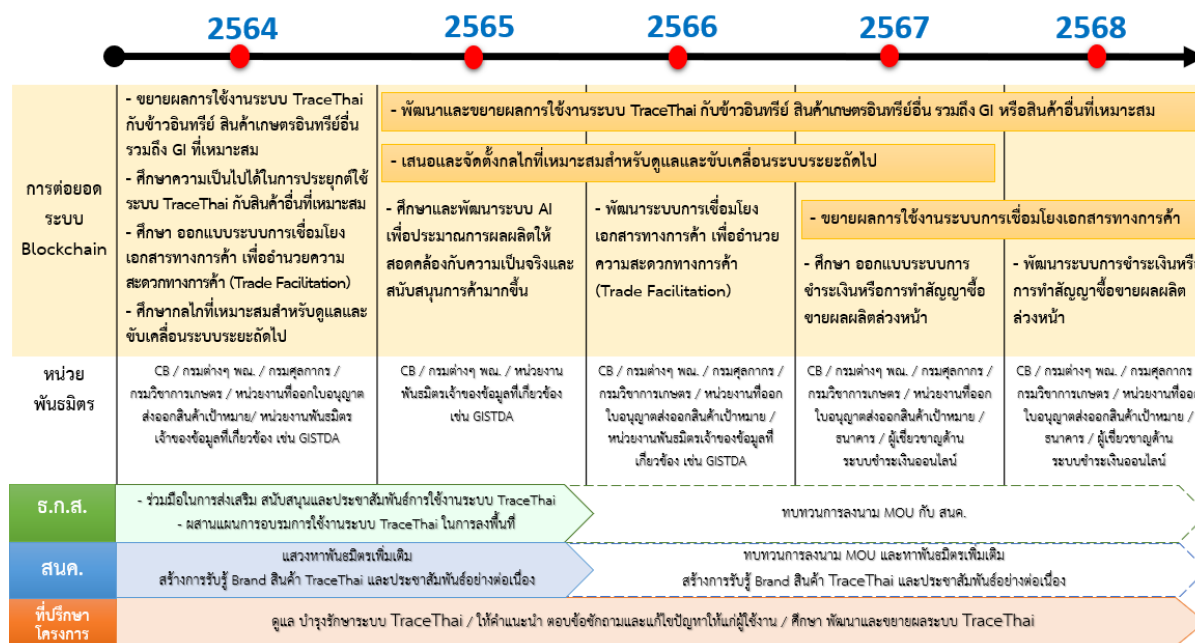 2564
2565
2566
2567
2568
การต่อยอด
ระบบ
Blockchain
- ขยายผลการใช้งานระบบ TraceThai
กับข้าวอินทรีย์ สินค้าเกษตรอินทรีย์อื่น
รวมถึง GI ที่เหมาะสม
- ศึกษาความเป็นไปได้ในการประยุกต์ใช้
ระบบ TraceThai กับสินค้าอื่นที่เหมาะสม
- ศึกษา ออกแบบระบบการเชื่อมโยง
เอกสารทางการค้า เพื่ออำนวยความ
สะดวกทางการค้า (Trade Facilitation)
- ศึกษากลไกที่เหมาะสมสำหรับดูแลและ
ขับเคลื่อนระบบระยะถัดไป
- พัฒนาและขยายผลการใช้งานระบบ TraceThai กับข้าวอินทรีย์ สินค้าเกษตรอินทรีย์อื่น รวมถึง GI หรือสินค้าอื่นที่เหมาะสม
- เสนอและจัดตั้งกลไกที่เหมาะสมสำหรับดูแลและขับเคลื่อนระบบระยะถัดไป
- ศึกษาและพัฒนาระบบ AI
เพื่อประมาณการผลผลิตให้
สอดคล้องกับความเป็นจริงและ
สนับสนุนการค้ามากขึ้น
- พัฒนาระบบการเชื่อมโยง
เอกสารทางการค้า เพื่ออำนวย
ความสะดวกทางการค้า
(Trade Facilitation)
- ขยายผลการใช้งานระบบการเชื่อมโยงเอกสารทางการค้า
- ศึกษา ออกแบบระบบการ
ชำระเงินหรือการทำสัญญาซื้อ
ขายผลผลิตล่วงหน้า
- พัฒนาระบบการชำระเงินหรือ
การทำสัญญาซื้อขายผลผลิต
ล่วงหน้า
หน่วย
พันธมิตร
CB / กรมต่างๆ พณ. / กรมศุลกากร /
กรมวิชาการเกษตร / หน่วยงานที่ออกใบอนุญาต
ส่งออกสินค้าเป้าหมาย/ หน่วยงานพันธมิตร
เจ้าของข้อมูลที่เกี่ยวข้อง เช่น GISTDA
CB / กรมต่างๆ พณ. / หน่วยงาน
พันธมิตรเจ้าของข้อมูลที่เกี่ยวข้อง
เช่น GISTDA
CB / กรมต่างๆ พณ. / กรมศุลกากร /
กรมวิชาการเกษตร / หน่วยงานที่ออก
ใบอนุญาตส่งออกสินค้าเป้าหมาย /
หน่วยงานพันธมิตรเจ้าของข้อมูลที่
เกี่ยวข้อง เช่น GISTDA
CB / กรมต่างๆ พณ. / กรมศุลกากร /
กรมวิชาการเกษตร / หน่วยงานที่ออก
ใบอนุญาตส่งออกสินค้าเป้าหมาย /
ธนาคาร / ผู้เชี่ยวชาญด้าน
ระบบชำระเงินออนไลน์
CB / กรมต่างๆ พณ. / กรมศุลกากร /
กรมวิชาการเกษตร / หน่วยงานที่ออก
ใบอนุญาตส่งออกสินค้าเป้าหมาย /
ธนาคาร / ผู้เชี่ยวชาญด้าน
ระบบชำระเงินออนไลน์
ธ.ก.ส.
- ร่วมมือในการส่งเสริม สนับสนุนและประชาสัมพันธ์การใช้งานระบบ TraceThai
- ผสานแผนการอบรมการใช้งานระบบ TraceThai ในการลงพื้นที่
ทบทวนการลงนาม MOU กับ สนค.
สนค.
แสวงหาพันธมิตรเพิ่มเติม
สร้างการรับรู้ Brand สินค้า TraceThai และประชาสัมพันธ์อย่างต่อเนื่อง
ทบทวนการลงนาม MOU และหาพันธมิตรเพิ่มเติม
สร้างการรับรู้ Brand สินค้า TraceThai และประชาสัมพันธ์อย่างต่อเนื่อง
ที่ปรึกษา
โครงการ
ดูแล บำรุงรักษาระบบ TraceThai / ให้คำแนะนำ ตอบข้อซักถามและแก้ไขปัญหาให้แก่ผู้ใช้งาน / ศึกษา พัฒนาและขยายผลระบบ TraceThai